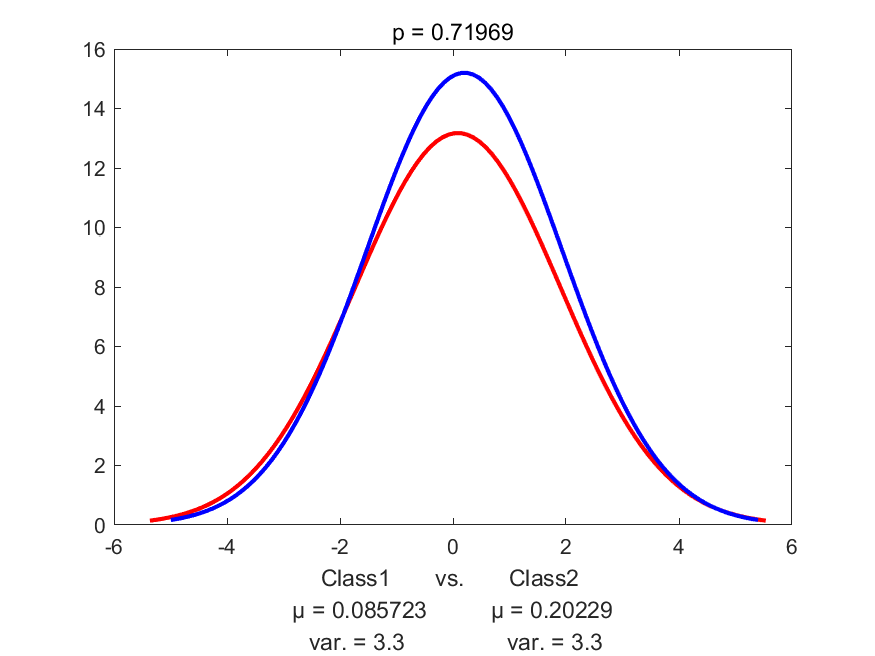 p = 0.71969
16
14
12
10
8
6
4
2
0
-6 -4 -2 0 2 4 6
Class1 vs. Class2
μ = 0.085723 μ = 0.20229
var. = 3.3 var. = 3.3